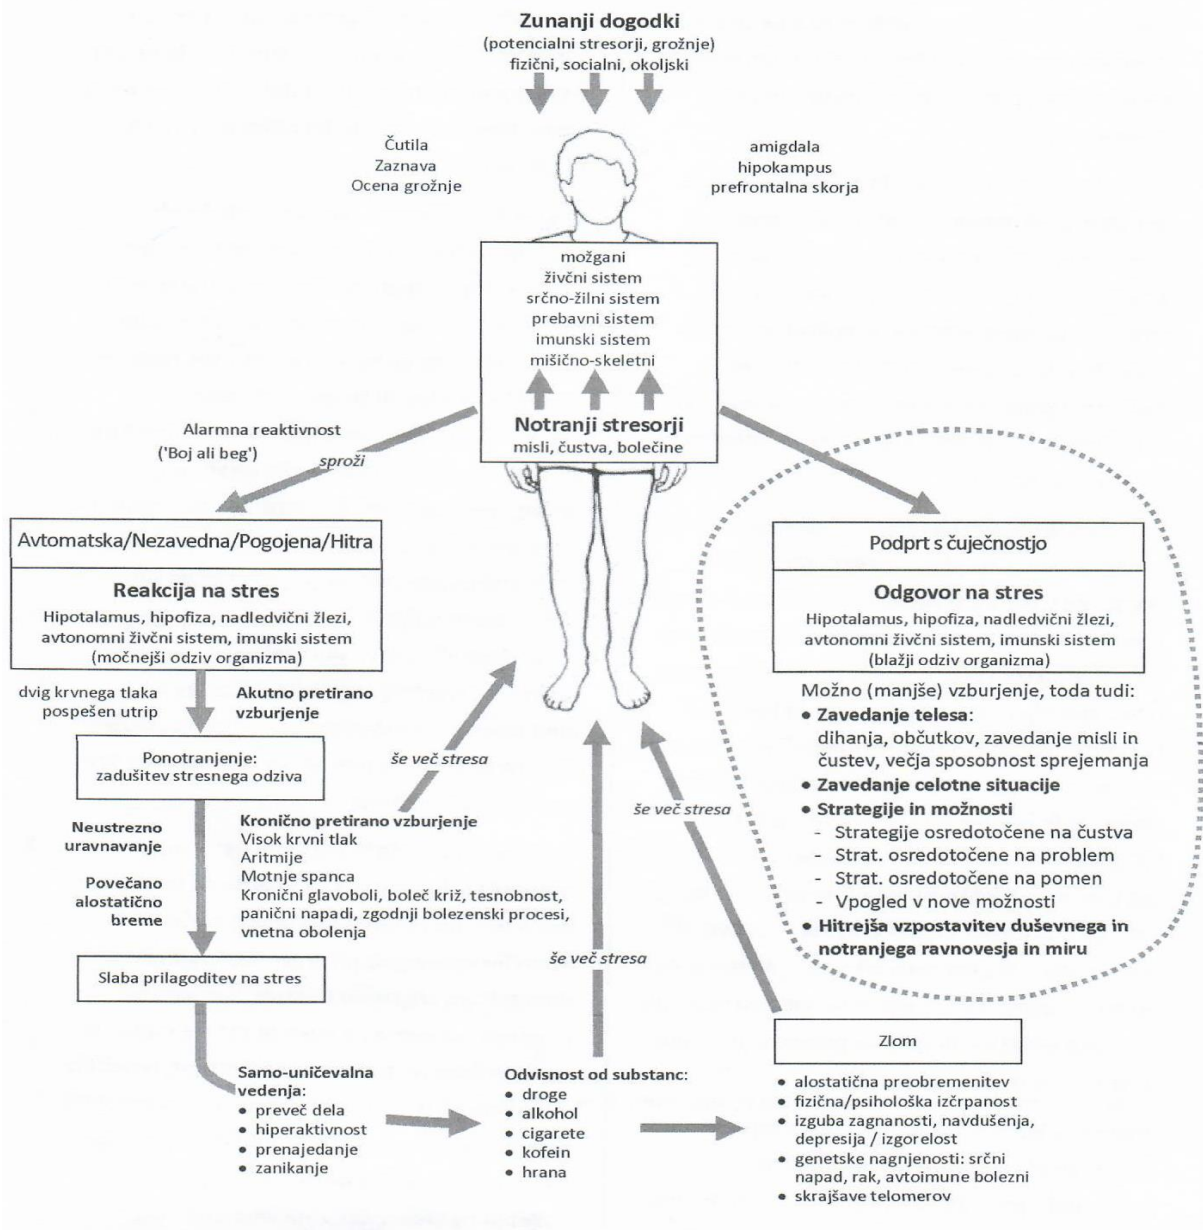 Zunanji dogodki
(potencialni stresorji, grožnje)
fizični, socialni, okoljski
Čutila
Zaznava
Ocena grožnje
amigdala
hipokampus
prefrontalna skorja
možgani
živčni sistem
srčno-žilni sistem
prebavni sistem
imunski sistem
mišično-skeletni
Notranji stresorji
misli, čustva, bolečine
Alarmna reaktivnost
('Boj ali beg')
sproži
Avtomatska/Nezavedna/Pogojena/Hitra
Reakcija na stres
Hipotalamus, hipofiza, nadledvični žlezi,
avtonomni živčni sistem, imunski sistem
(močnejši odziv organizma)
dvig krvnega tlaka
pospešen utrip
Akutno pretirano
vzburjenje
Ponotranjenje:
zadušitev stresnega odziva
Neustrezno
uravnavanje
Povečano
alostatično
breme
Kronično pretirano vzburjenje
Visok krvni tlak
Aritmije
Motnje spanca
Kronični glavoboli, boleč križ, tesnobnost,
panični napadi, zgodnji bolezenski procesi,
vnetna obolenja
še več stresa
Slaba prilagoditev na stres
Samo-uničevalna
vedenja:
• preveč dela
• hiperaktivnost
• prenajedanje
• zanikanje
Odvisnost od substanc:
• droge
• alkohol
• cigarete
• kofein
• hrana
še več stresa
Zlom
• alostatična preobremenitev
• fizična/psihološka izčrpanost
• izguba zagnanosti, navdušenja,
depresija / izgorelost
• genetske nagnjenosti: srčni
napad, rak, avtoimune bolezni
• skrajšave telomerov
še več stresa
Podprt s čuječnostjo
Odgovor na stres
Hipotalamus, hipofiza, nadledvični žlezi,
avtonomni živčni sistem, imunski sistem
(blažji odziv organizma)
Možno (manjše) vzburjenje, toda tudi:
• Zavedanje telesa:
dihanja, občutkov, zavedanje misli in
čustev, večja sposobnost sprejemanja
• Zavedanje celotne situacije
• Strategije in možnosti
- Strategije osredotočene na čustva
- Strat. osredotočene na problem
- Strat. osredotočene na pomen
- Vpogled v nove možnosti
• Hitrejša vzpostavitev duševnega in
notranjega ravnovesja in miru